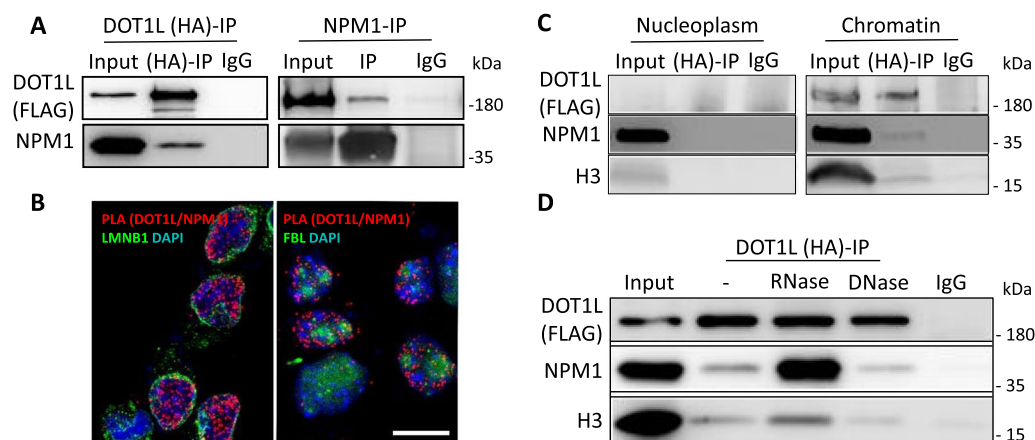 A
DOT1L (HA)-IP
NPM1-IP
Input (HA)-IP IgG
Input IP IgG
kDa
DOT1L
(FLAG)
-180
NPM1
-35
B
PLA (DOT1L/NPM1)
LMNB1 DAPI
PLA (DOT1L/NPM1)
FBL DAPI
C
Nucleoplasm
Chromatin
Input (HA)-IP IgG
Input (HA)-IP IgG
kDa
DOT1L
(FLAG)
- 180
NPM1
- 35
H3
- 15
D
DOT1L (HA)-IP
Input - RNase DNase IgG
kDa
DOT1L
(FLAG)
- 180
NPM1
- 35
H3
- 15